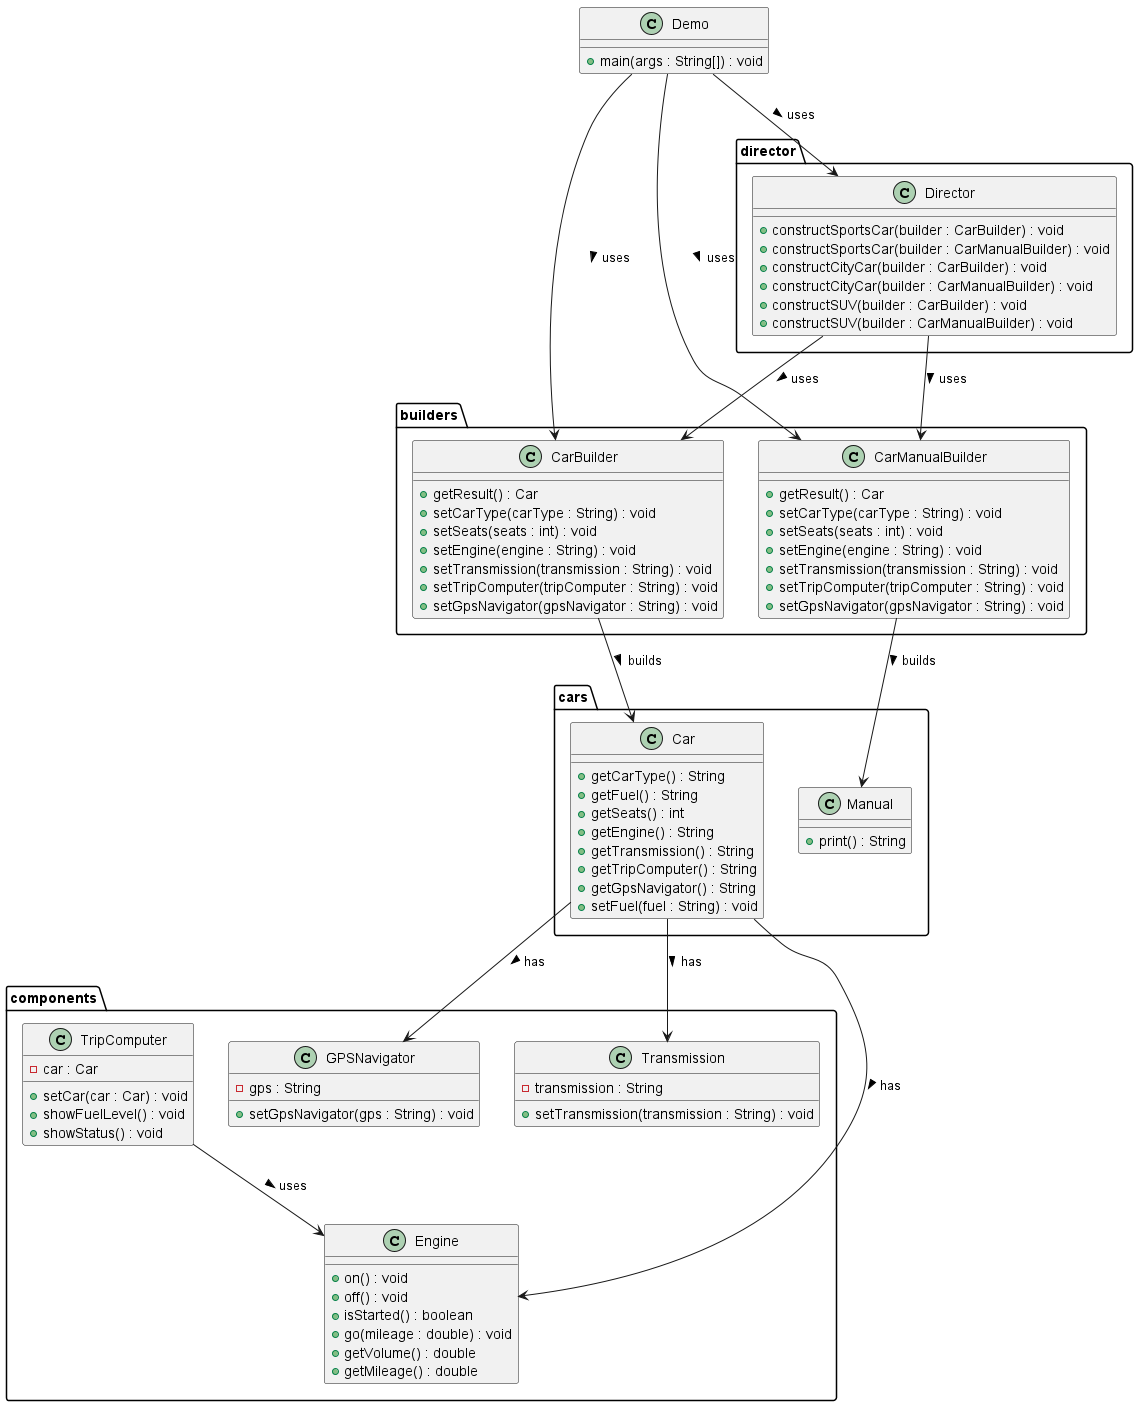 C Demo
main(args : String[]) : void
uses
director
C Director
constructSportsCar(builder : CarBuilder) : void
constructSportsCar(builder : CarManualBuilder) : void
constructCityCar(builder : CarBuilder) : void
constructCityCar(builder : CarManualBuilder) : void
constructSUV(builder : CarBuilder) : void
constructSUV(builder : CarManualBuilder) : void
uses
uses
uses
uses
builders
C CarBuilder
getResult() : Car
setCarType(carType : String) : void
setSeats(seats : int) : void
setEngine(engine : String) : void
setTransmission(transmission : String) : void
setTripComputer(tripComputer : String) : void
setGpsNavigator(gpsNavigator : String) : void
C CarManualBuilder
getResult() : Car
setCarType(carType : String) : void
setSeats(seats : int) : void
setEngine(engine : String) : void
setTransmission(transmission : String) : void
setTripComputer(tripComputer : String) : void
setGpsNavigator(gpsNavigator : String) : void
builds
builds
cars
C Car
getCarType() : String
getFuel() : String
getSeats() : int
getEngine() : String
getTransmission() : String
getTripComputer() : String
getGpsNavigator() : String
setFuel(fuel : String) : void
C Manual
print() : String
has
has
components
C TripComputer
car : Car
setCar(car : Car) : void
showFuelLevel() : void
showStatus() : void
C GPSNavigator
gps : String
setGpsNavigator(gps : String) : void
C Transmission
transmission : String
setTransmission(transmission : String) : void
has
uses
C Engine
on() : void
off() : void
isStarted() : boolean
go(mileage : double) : void
getVolume() : double
getMileage() : double